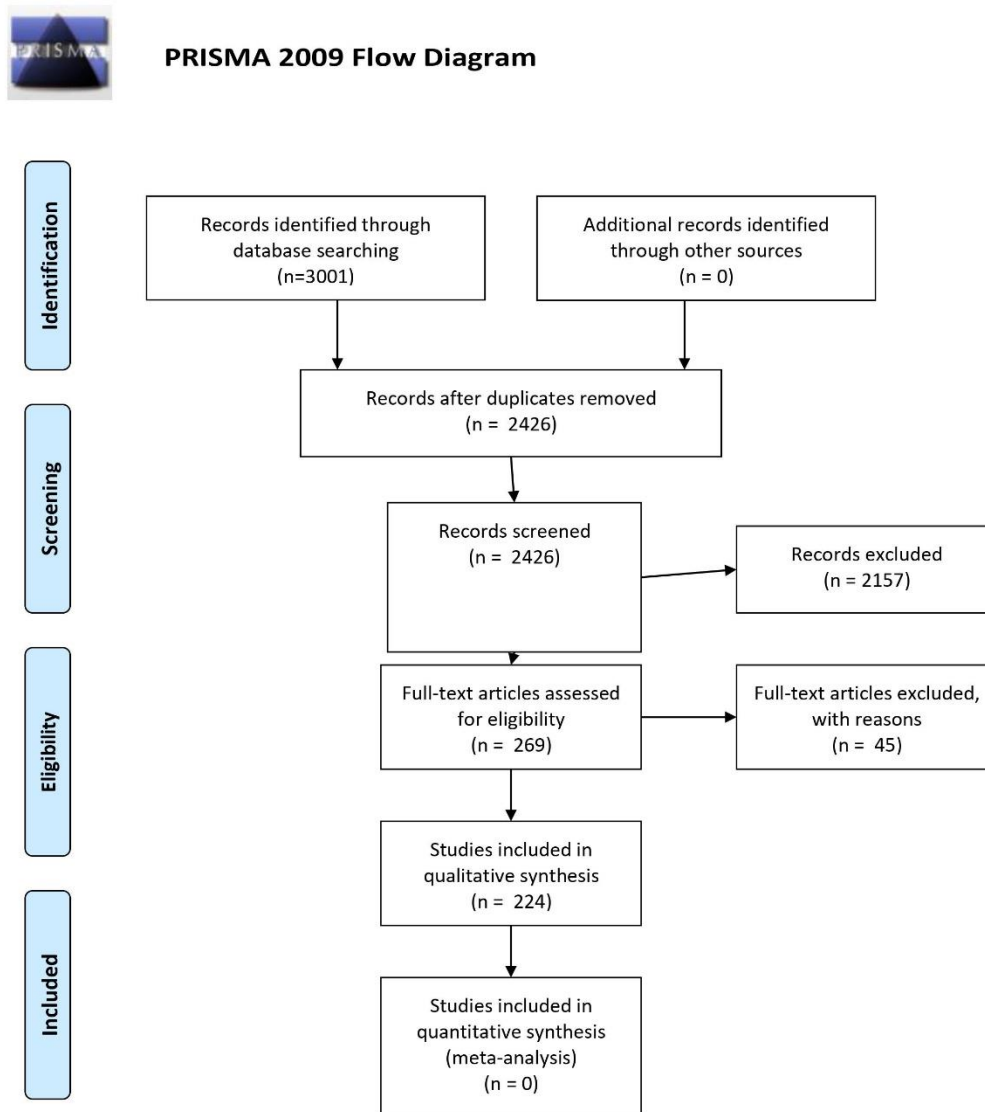 PRISMA
PRISMA 2009 Flow Diagram
Identification
Records identified through
database searching
(n=3001)
Additional records identified
through other sources
(n = 0)
Records after duplicates removed
(n = 2426)
Screening
Records screened
(n = 2426)
Records excluded
(n = 2157)
Eligibility
Full-text articles assessed
for eligibility
(n = 269)
Full-text articles excluded,
with reasons
(n = 45)
Studies included in
qualitative synthesis
(n = 224)
Included
Studies included in
quantitative synthesis
(meta-analysis)
(n = 0)